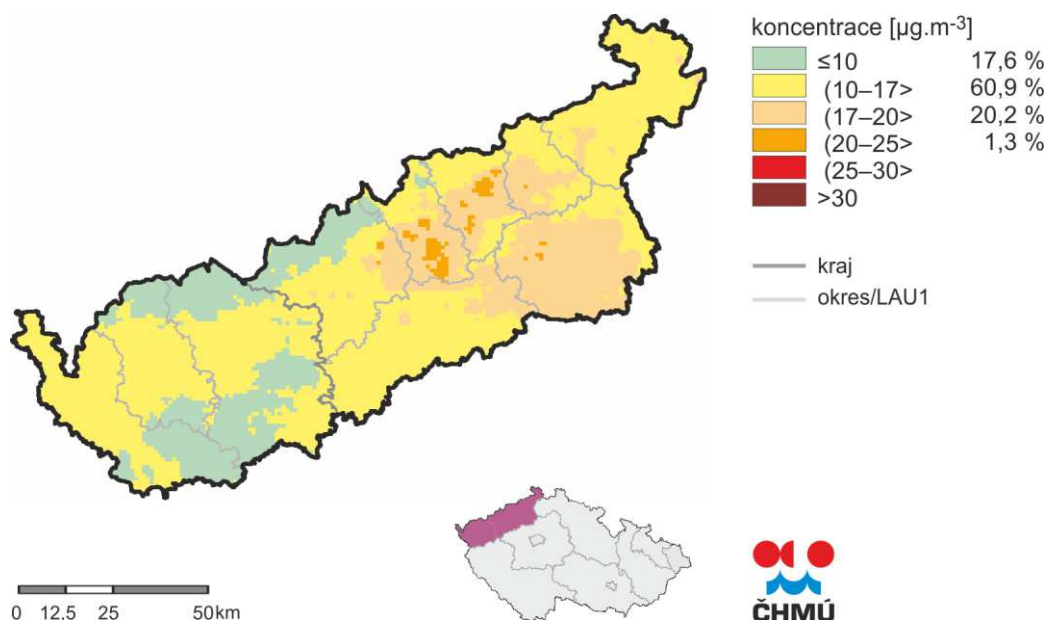 koncentrace [µg.m-3]
≤10 17,6 %
(10–17> 60,9 %
(17–20> 20,2 %
(20–25> 1,3 %
(25–30>
>30
kraj
okres/LAU1
0 12,5 25 50km
ČHMÚ